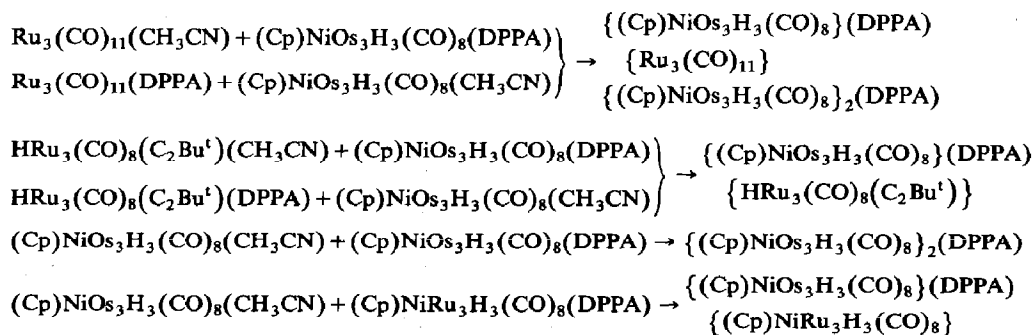 Ru₃(CO)₁₁(CH₃CN) + (Cp)NiOs₃H₃(CO)₈(DPPA)
Ru₃(CO)₁₁(DPPA) + (Cp)NiOs₃H₃(CO)₈(CH₃CN)
} →
{(Cp)NiOs₃H₃(CO)₈}(DPPA)
{Ru₃(CO)₁₁}
{(Cp)NiOs₃H₃(CO)₈}₂(DPPA)
HRu₃(CO)₈(C₂Buᵗ)(CH₃CN) + (Cp)NiOs₃H₃(CO)₈(DPPA)
HRu₃(CO)₈(C₂Buᵗ)(DPPA) + (Cp)NiOs₃H₃(CO)₈(CH₃CN)
} →
{(Cp)NiOs₃H₃(CO)₈}(DPPA)
{HRu₃(CO)₈(C₂Buᵗ)}
(Cp)NiOs₃H₃(CO)₈(CH₃CN) + (Cp)NiOs₃H₃(CO)₈(DPPA) → {(Cp)NiOs₃H₃(CO)₈}₂(DPPA)
(Cp)NiOs₃H₃(CO)₈(CH₃CN) + (Cp)NiRu₃H₃(CO)₈(DPPA) → {(Cp)NiOs₃H₃(CO)₈}(DPPA)
{(Cp)NiRu₃H₃(CO)₈}